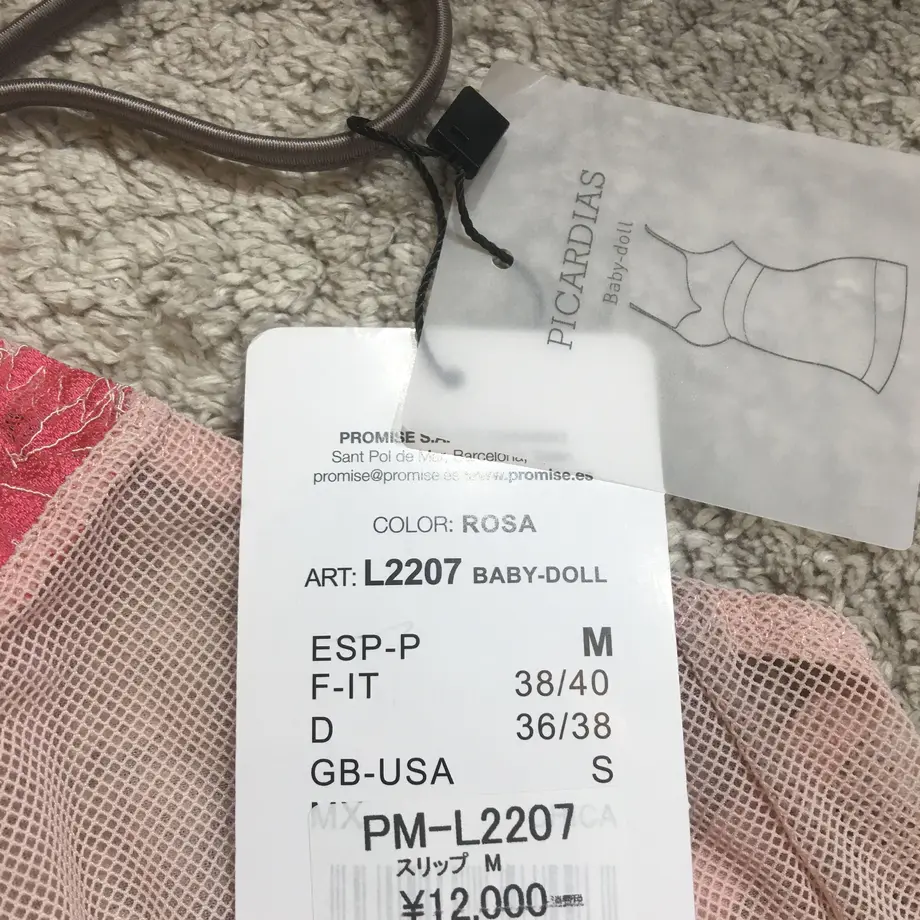 PICARDIAS
Baby-doll
PROMISE S.A.
Sant Pol de Mar, Barcelona,
promise@promise.es www.promise.es
COLOR: ROSA
ART: L2207 BABY-DOLL
ESP-P M
F-IT 38/40
D 36/38
GB-USA S
MX
PM-L2207
スリップ M
¥12,000